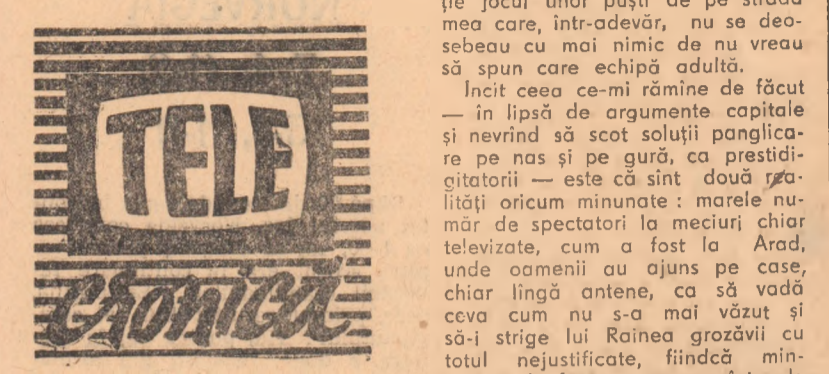 TELE
cronică
ție jocul unor puști de pe strada
mea care, într-adevăr, nu se deo-
sebeau cu mai nimic de nu vreau
să spun care echipă adultă.
Incit ceea ce-mi rămîne de făcut
— în lipsă de argumente capitale
și nevrînd să scot soluții panglica-
re pe nas și pe gură, ca prestidi-
gitatorii — este că sînt două rea-
lități oricum minunate : marele nu-
măr de spectatori la meciuri chiar
televizate, cum a fost la Arad,
unde oamenii au ajuns pe case,
chiar lîngă antene, ca să vadă
ceva cum nu s-a mai văzut și
să-i strige lui Rainea grozăvii cu
totul nejustificate, fiindcă min-